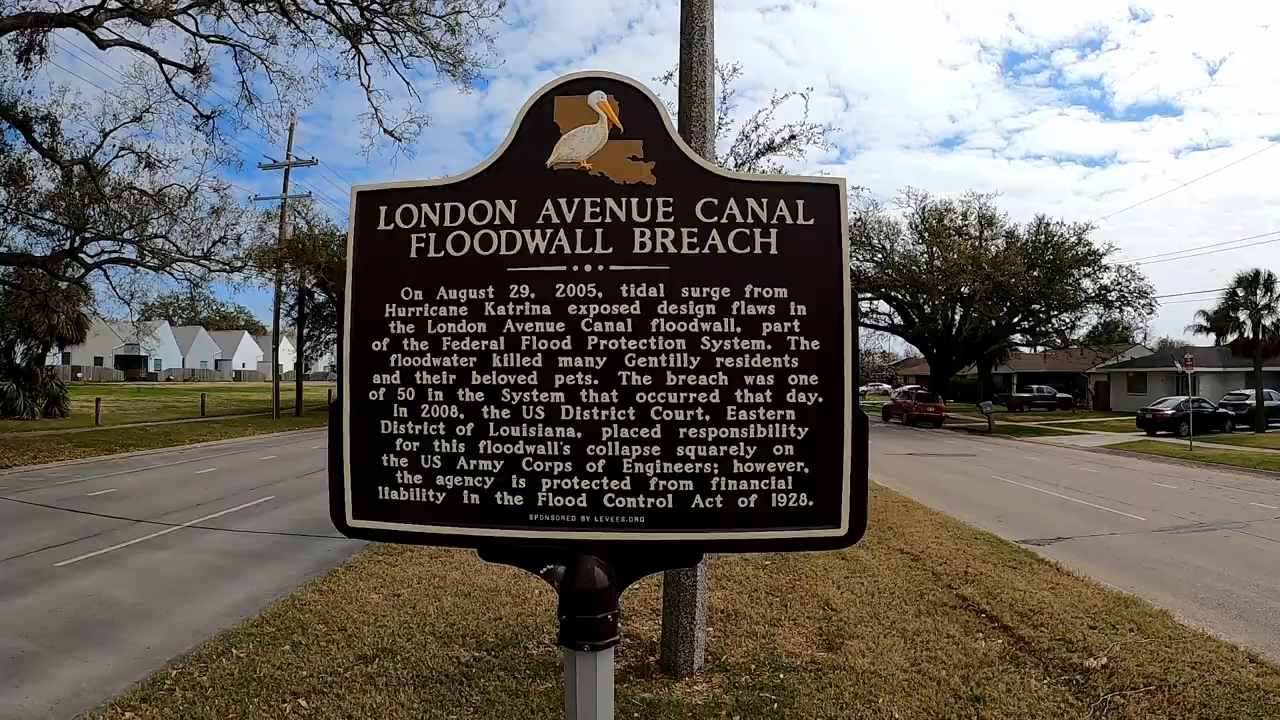 LONDON AVENUE CANAL
FLOODWALL BREACH
On August 29, 2005, tidal surge from
Hurricane Katrina exposed design flaws in
the London Avenue Canal floodwall, part
of the Federal Flood Protection System. The
floodwater killed many Gentilly residents
and their beloved pets. The breach was one
of 50 in the System that occurred that day.
In 2008, the US District Court, Eastern
District of Louisiana, placed responsibility
for this floodwall's collapse squarely on
the US Army Corps of Engineers; however,
the agency is protected from financial
liability in the Flood Control Act of 1928.
SPONSORED BY LEVEES.ORG